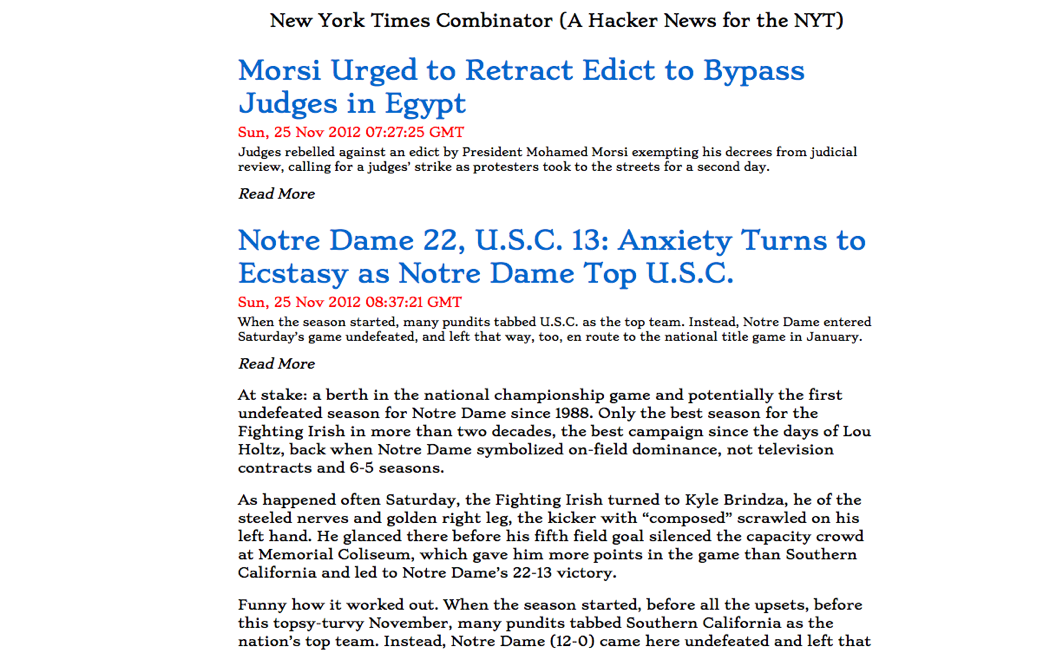 New York Times Combinator (A Hacker News for the NYT)
Morsi Urged to Retract Edict to Bypass
Judges in Egypt
Sun, 25 Nov 2012 07:27:25 GMT
Judges rebelled against an edict by President Mohamed Morsi exempting his decrees from judicial
review, calling for a judges’ strike as protesters took to the streets for a second day.
Read More
Notre Dame 22, U.S.C. 13: Anxiety Turns to
Ecstasy as Notre Dame Top U.S.C.
Sun, 25 Nov 2012 08:37:21 GMT
When the season started, many pundits tabbed U.S.C. as the top team. Instead, Notre Dame entered
Saturday’s game undefeated, and left that way, too, en route to the national title game in January.
Read More
At stake: a berth in the national championship game and potentially the first
undefeated season for Notre Dame since 1988. Only the best season for the
Fighting Irish in more than two decades, the best campaign since the days of Lou
Holtz, back when Notre Dame symbolized on-field dominance, not television
contracts and 6-5 seasons.
As happened often Saturday, the Fighting Irish turned to Kyle Brindza, he of the
steeled nerves and golden right leg, the kicker with “composed” scrawled on his
left hand. He glanced there before his fifth field goal silenced the capacity crowd
at Memorial Coliseum, which gave him more points in the game than Southern
California and led to Notre Dame’s 22-13 victory.
Funny how it worked out. When the season started, before all the upsets, before
this topsy-turvy November, many pundits tabbed Southern California as the
nation’s top team. Instead, Notre Dame (12-0) came here undefeated and left that